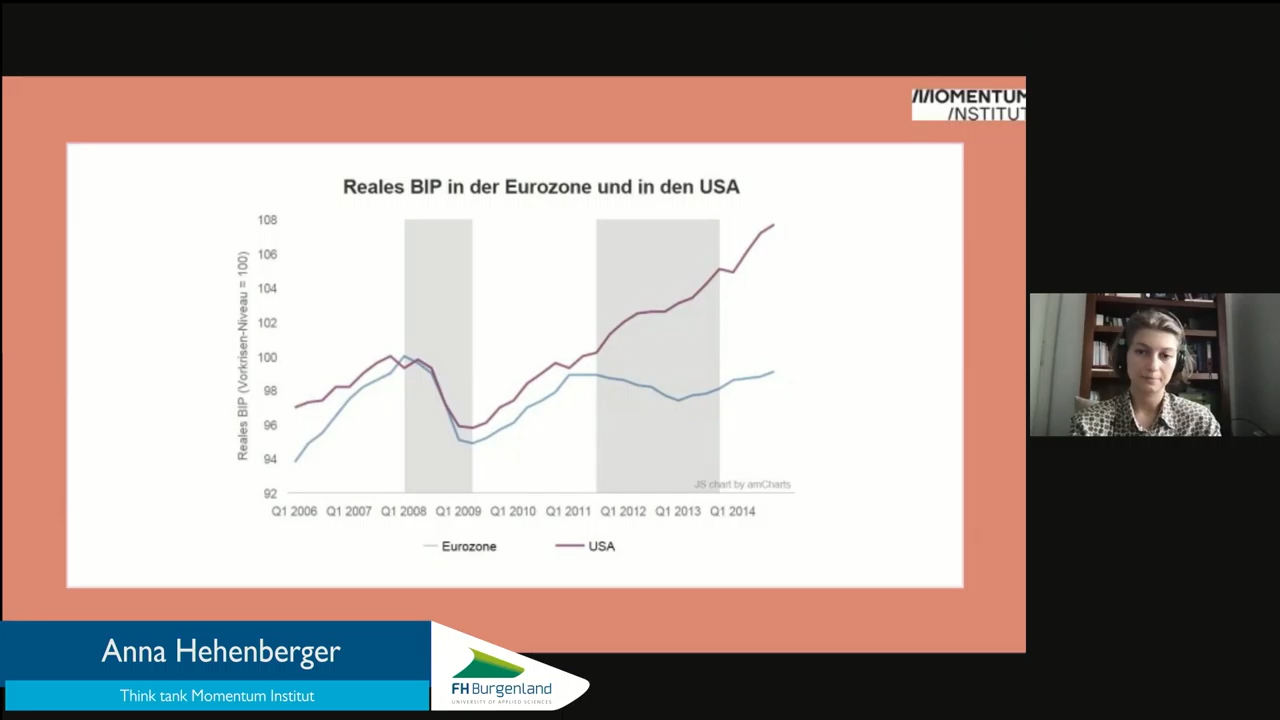 MOMENTUM
INSTITUT
Reales BIP in der Eurozone und in den USA
Reales BIP (Vorkrisen-Niveau = 100)
108
106
104
102
100
98
96
94
92
JS chart by amCharts
Q1 2006 Q1 2007 Q1 2008 Q1 2009 Q1 2010 Q1 2011 Q1 2012 Q1 2013 Q1 2014
Eurozone USA
Anna Hehenberger
Think tank Momentum Institut
FH Burgenland
UNIVERSITY OF APPLIED SCIENCES